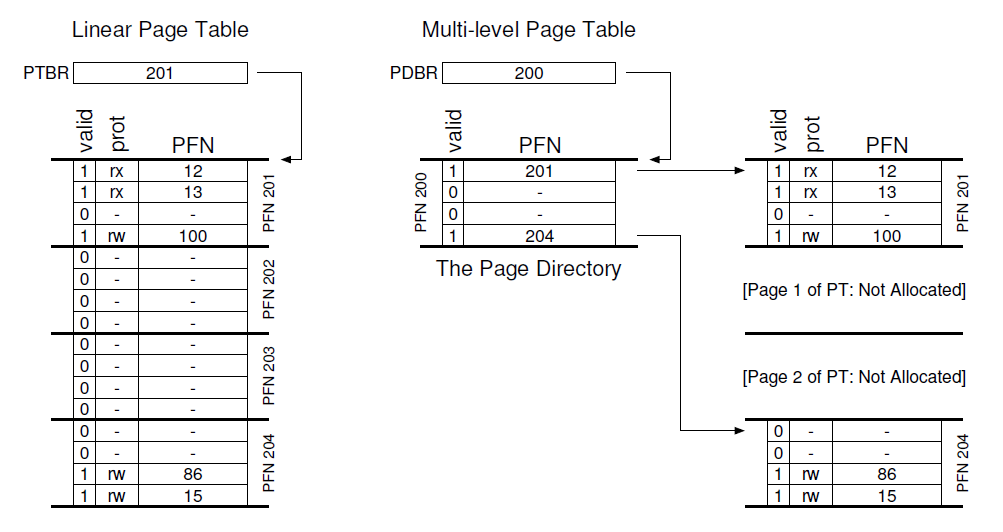 Linear Page Table
PTBR 201
valid prot PFN
1 rx 12
1 rx 13
0 - -
1 rw 100
PFN 201
0 - -
0 - -
0 - -
0 - -
PFN 202
0 - -
0 - -
0 - -
0 - -
PFN 203
0 - -
0 - -
1 rw 86
1 rw 15
PFN 204
Multi-level Page Table
PDBR 200
valid PFN
PFN 200
1 201
0 -
0 -
1 204
The Page Directory
valid prot PFN
1 rx 12
1 rx 13
0 - -
1 rw 100
PFN 201
[Page 1 of PT: Not Allocated]
[Page 2 of PT: Not Allocated]
0 - -
0 - -
1 rw 86
1 rw 15
PFN 204